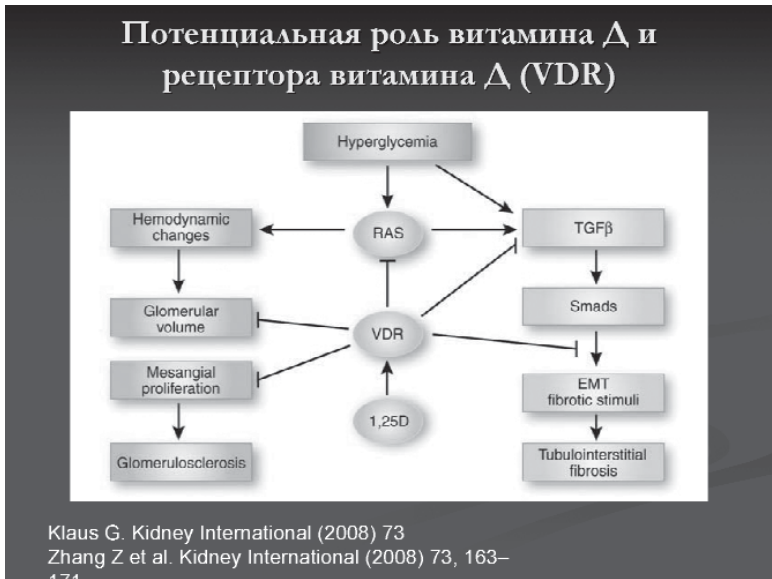 Потенциальная роль витамина Д и
рецептора витамина Д (VDR)
Hyperglycemia
Hemodynamic
changes
RAS
TGFβ
Glomerular
volume
Smads
VDR
Mesangial
proliferation
EMT
fibrotic stimuli
1,25D
Glomerulosclerosis
Tubulointerstitial
fibrosis
Klaus G. Kidney International (2008) 73
Zhang Z et al. Kidney International (2008) 73, 163–
171